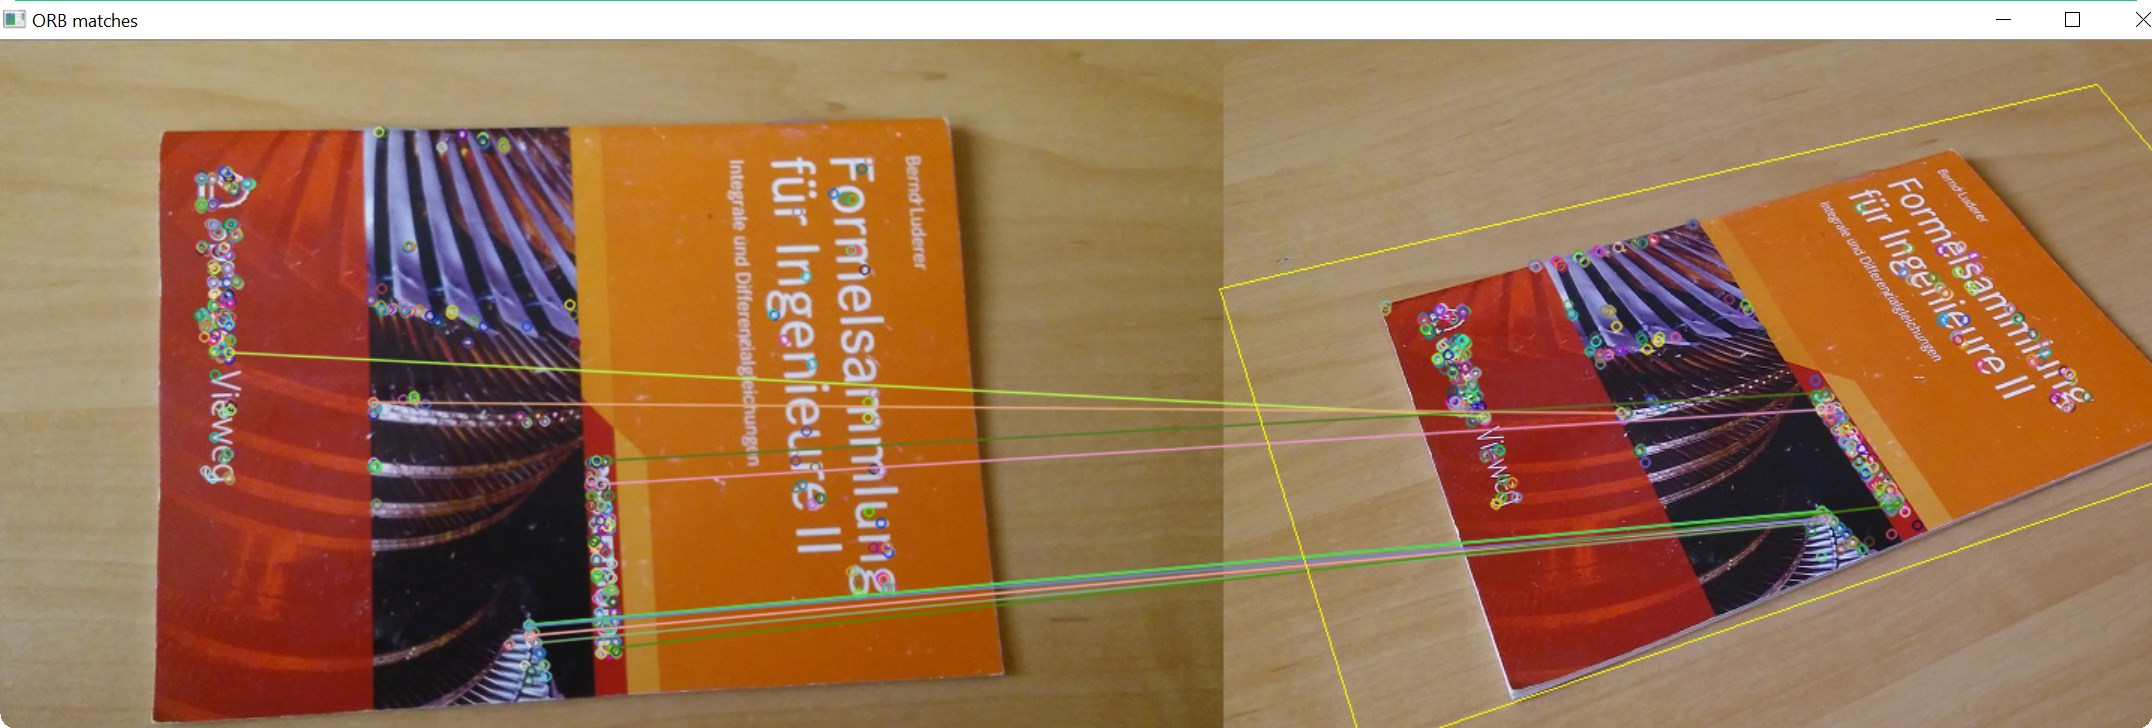 ORB matches
Bernd Luderer
Formelsammlung
für Ingenieure II
Integrale und Differenzialgleichungen
Vieweg
Bernd Luderer
Formelsammlung
für Ingenieure II
Integrale und Differenzialgleichungen
Vieweg